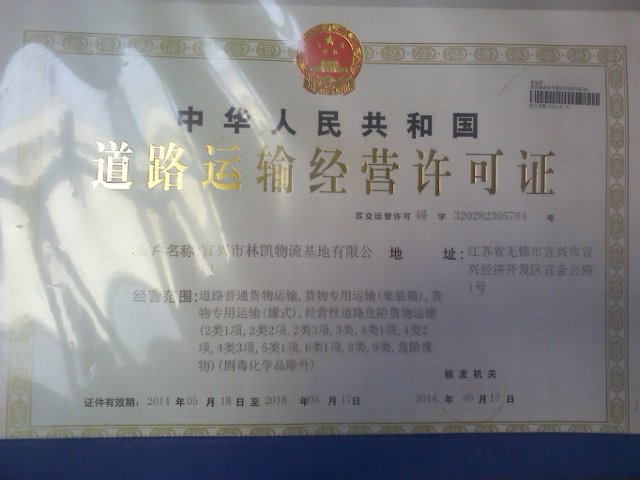 中华人民共和国
道路运输经营许可证
苏交运管许可 锡 字 320282305784 号
业户名称:宜兴市林凯物流基地有限公
地 址:江苏省无锡市宜兴市宜
兴经济开发区宜金公路
1号
经营范围:道路普通货物运输,货物专用运输(集装箱),货
物专用运输(罐式),经营性道路危险货物运输
(2类1项,2类2项,2类3项,3类,4类1项,4类2
项,4类3项,5类1项,6类1项,8类,9类,危险废
物)(剧毒化学品除外)
核发机关
证件有效期: 2014 年 05 月 18 日 至 2018 年 05 月 17 日
2014 年 05 月 15 日